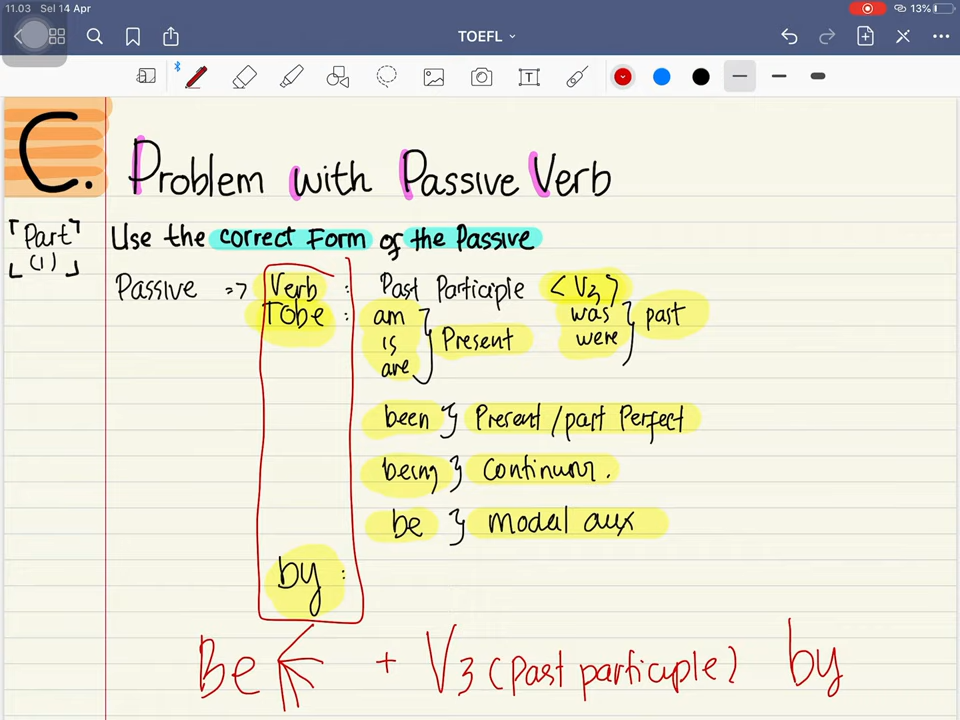 11.03 Sel 14 Apr
13%
TOEFL
T
C. Problem with Passive Verb
「Part」
Use the correct Form of the Passive
L (1) 」
Passive => Verb : Past Participle <V3>
Tobe : am is are } Present was were } past
been } Present / part Perfect
being } continunr.
be } modal aux
by :
Be + V3 (Past participle) by